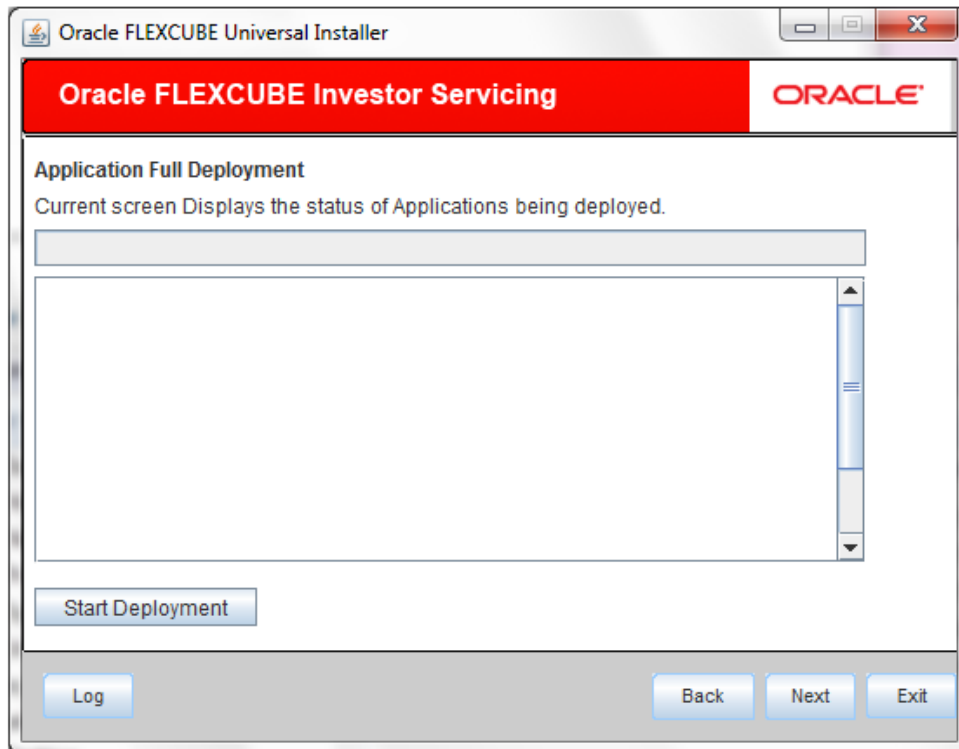 Oracle FLEXCUBE Universal Installer
Oracle FLEXCUBE Investor Servicing
ORACLE
Application Full Deployment
Current screen Displays the status of Applications being deployed.
Start Deployment
Log
Back
Next
Exit